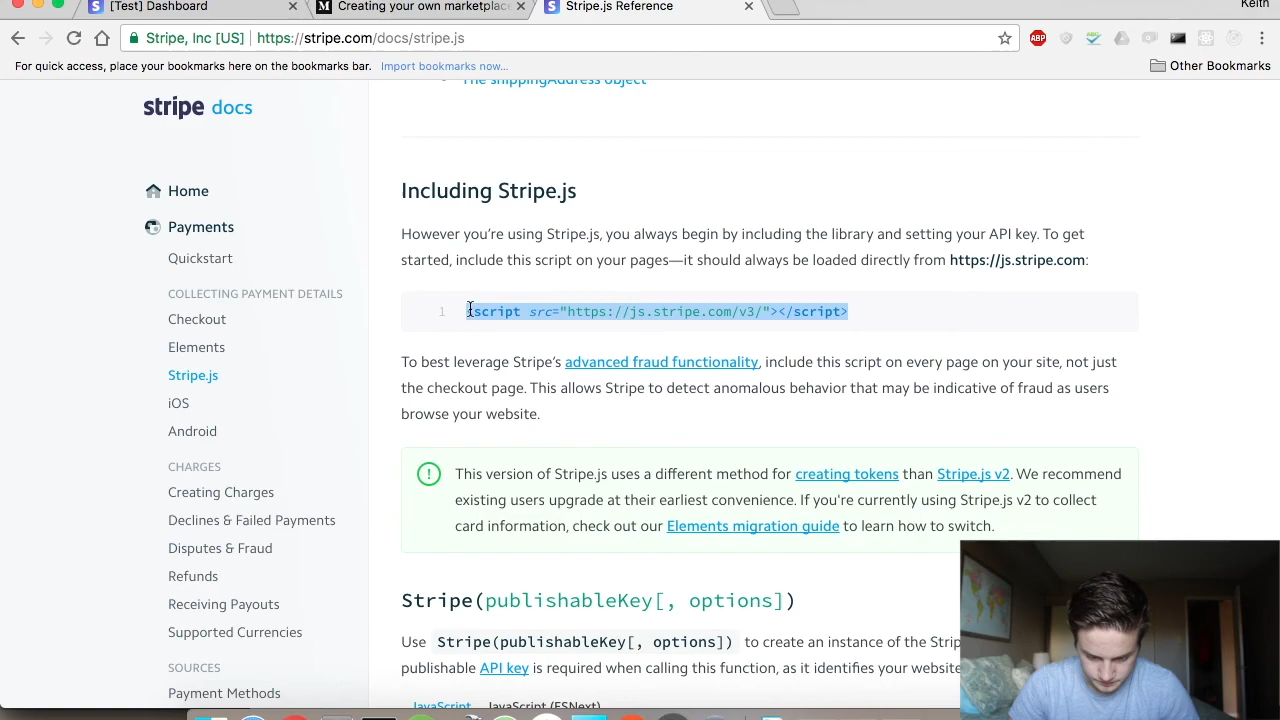 [Test] Dashboard
Creating your own marketplace
Stripe.js Reference
Keith
Stripe, Inc [US]
https://stripe.com/docs/stripe.js
For quick access, place your bookmarks here on the bookmarks bar.
Import bookmarks now...
Other Bookmarks
The shippingAddress object
stripe docs
Home
Payments
Quickstart
COLLECTING PAYMENT DETAILS
Checkout
Elements
Stripe.js
iOS
Android
CHARGES
Creating Charges
Declines & Failed Payments
Disputes & Fraud
Refunds
Receiving Payouts
Supported Currencies
SOURCES
Payment Methods
Including Stripe.js
However you're using Stripe.js, you always begin by including the library and setting your API key. To get
started, include this script on your pages—it should always be loaded directly from https://js.stripe.com:
1 <script src="https://js.stripe.com/v3/"></script>
To best leverage Stripe's advanced fraud functionality, include this script on every page on your site, not just
the checkout page. This allows Stripe to detect anomalous behavior that may be indicative of fraud as users
browse your website.
This version of Stripe.js uses a different method for creating tokens than Stripe.js v2. We recommend
existing users upgrade at their earliest convenience. If you're currently using Stripe.js v2 to collect
card information, check out our Elements migration guide to learn how to switch.
Stripe(publishableKey[, options])
Use Stripe(publishableKey[, options]) to create an instance of the Strip
publishable API key is required when calling this function, as it identifies your website
JavaScript
JavaScript (ESNext)
ABP